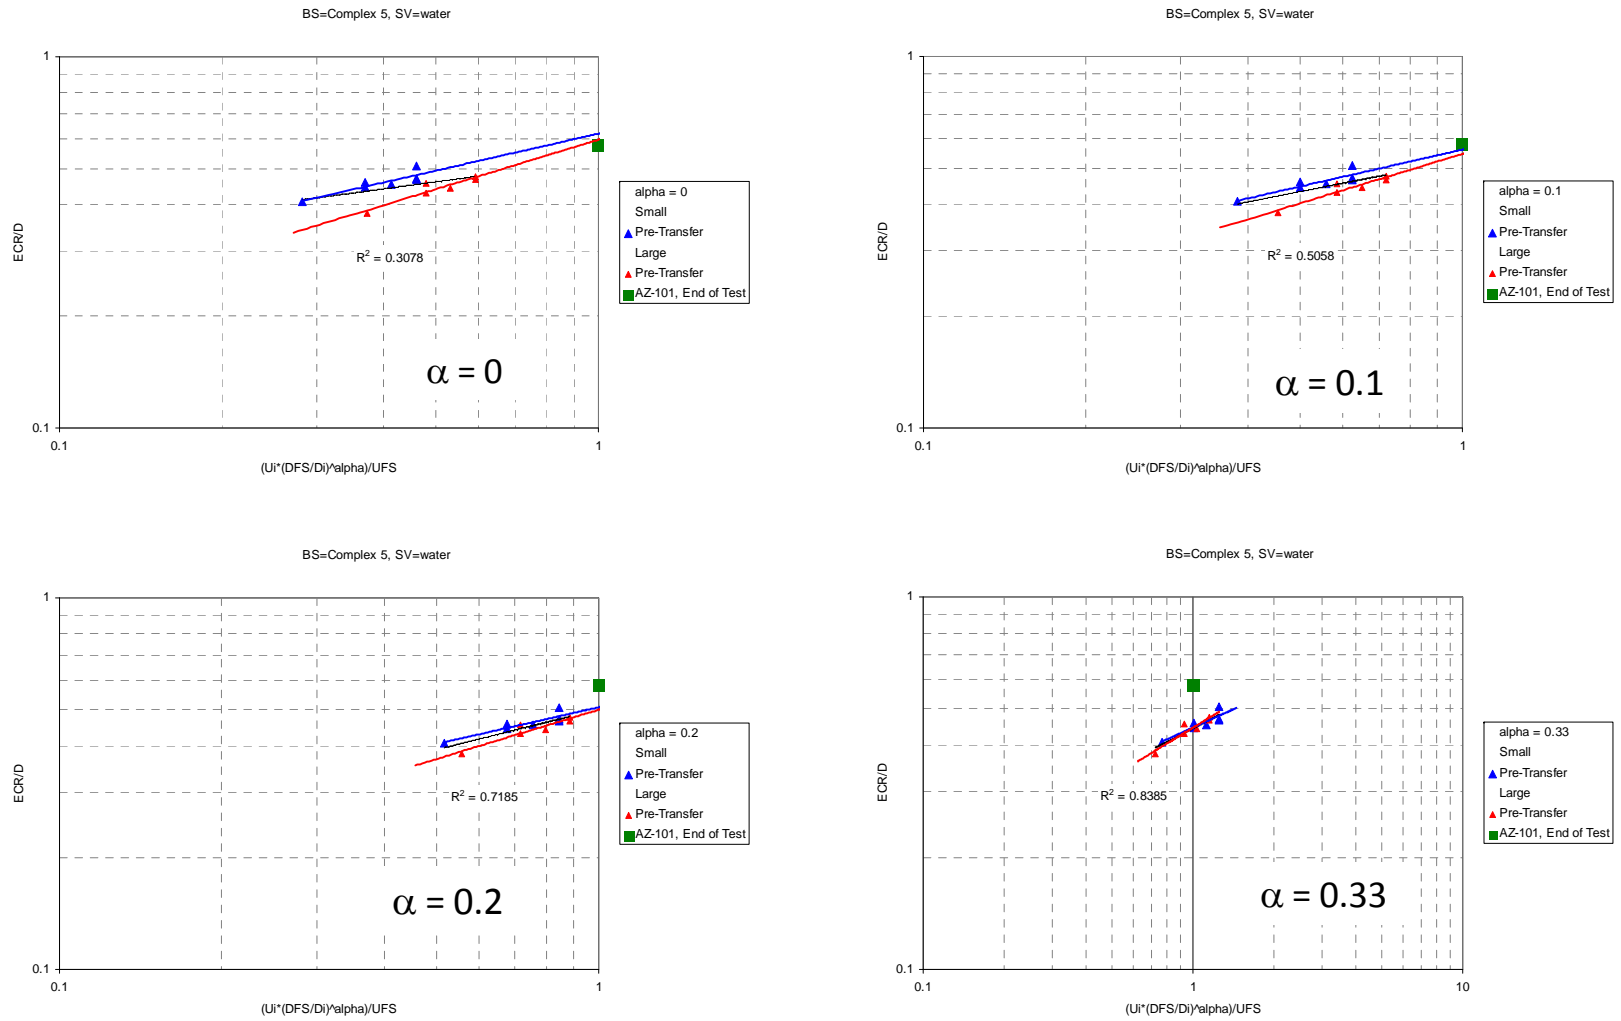 BS=Complex 5, SV=water
1
0.1
ECR/D
0.1
1
(Ui*(DFS/Di)^alpha)/UFS
R² = 0.3078
α = 0
alpha = 0
Small
Pre-Transfer
Large
Pre-Transfer
AZ-101, End of Test
BS=Complex 5, SV=water
1
0.1
ECR/D
0.1
1
(Ui*(DFS/Di)^alpha)/UFS
R² = 0.5058
α = 0.1
alpha = 0.1
Small
Pre-Transfer
Large
Pre-Transfer
AZ-101, End of Test
BS=Complex 5, SV=water
1
0.1
ECR/D
0.1
1
(Ui*(DFS/Di)^alpha)/UFS
R² = 0.7185
α = 0.2
alpha = 0.2
Small
Pre-Transfer
Large
Pre-Transfer
AZ-101, End of Test
BS=Complex 5, SV=water
1
0.1
ECR/D
0.1
1
10
(Ui*(DFS/Di)^alpha)/UFS
R² = 0.8385
α = 0.33
alpha = 0.33
Small
Pre-Transfer
Large
Pre-Transfer
AZ-101, End of Test